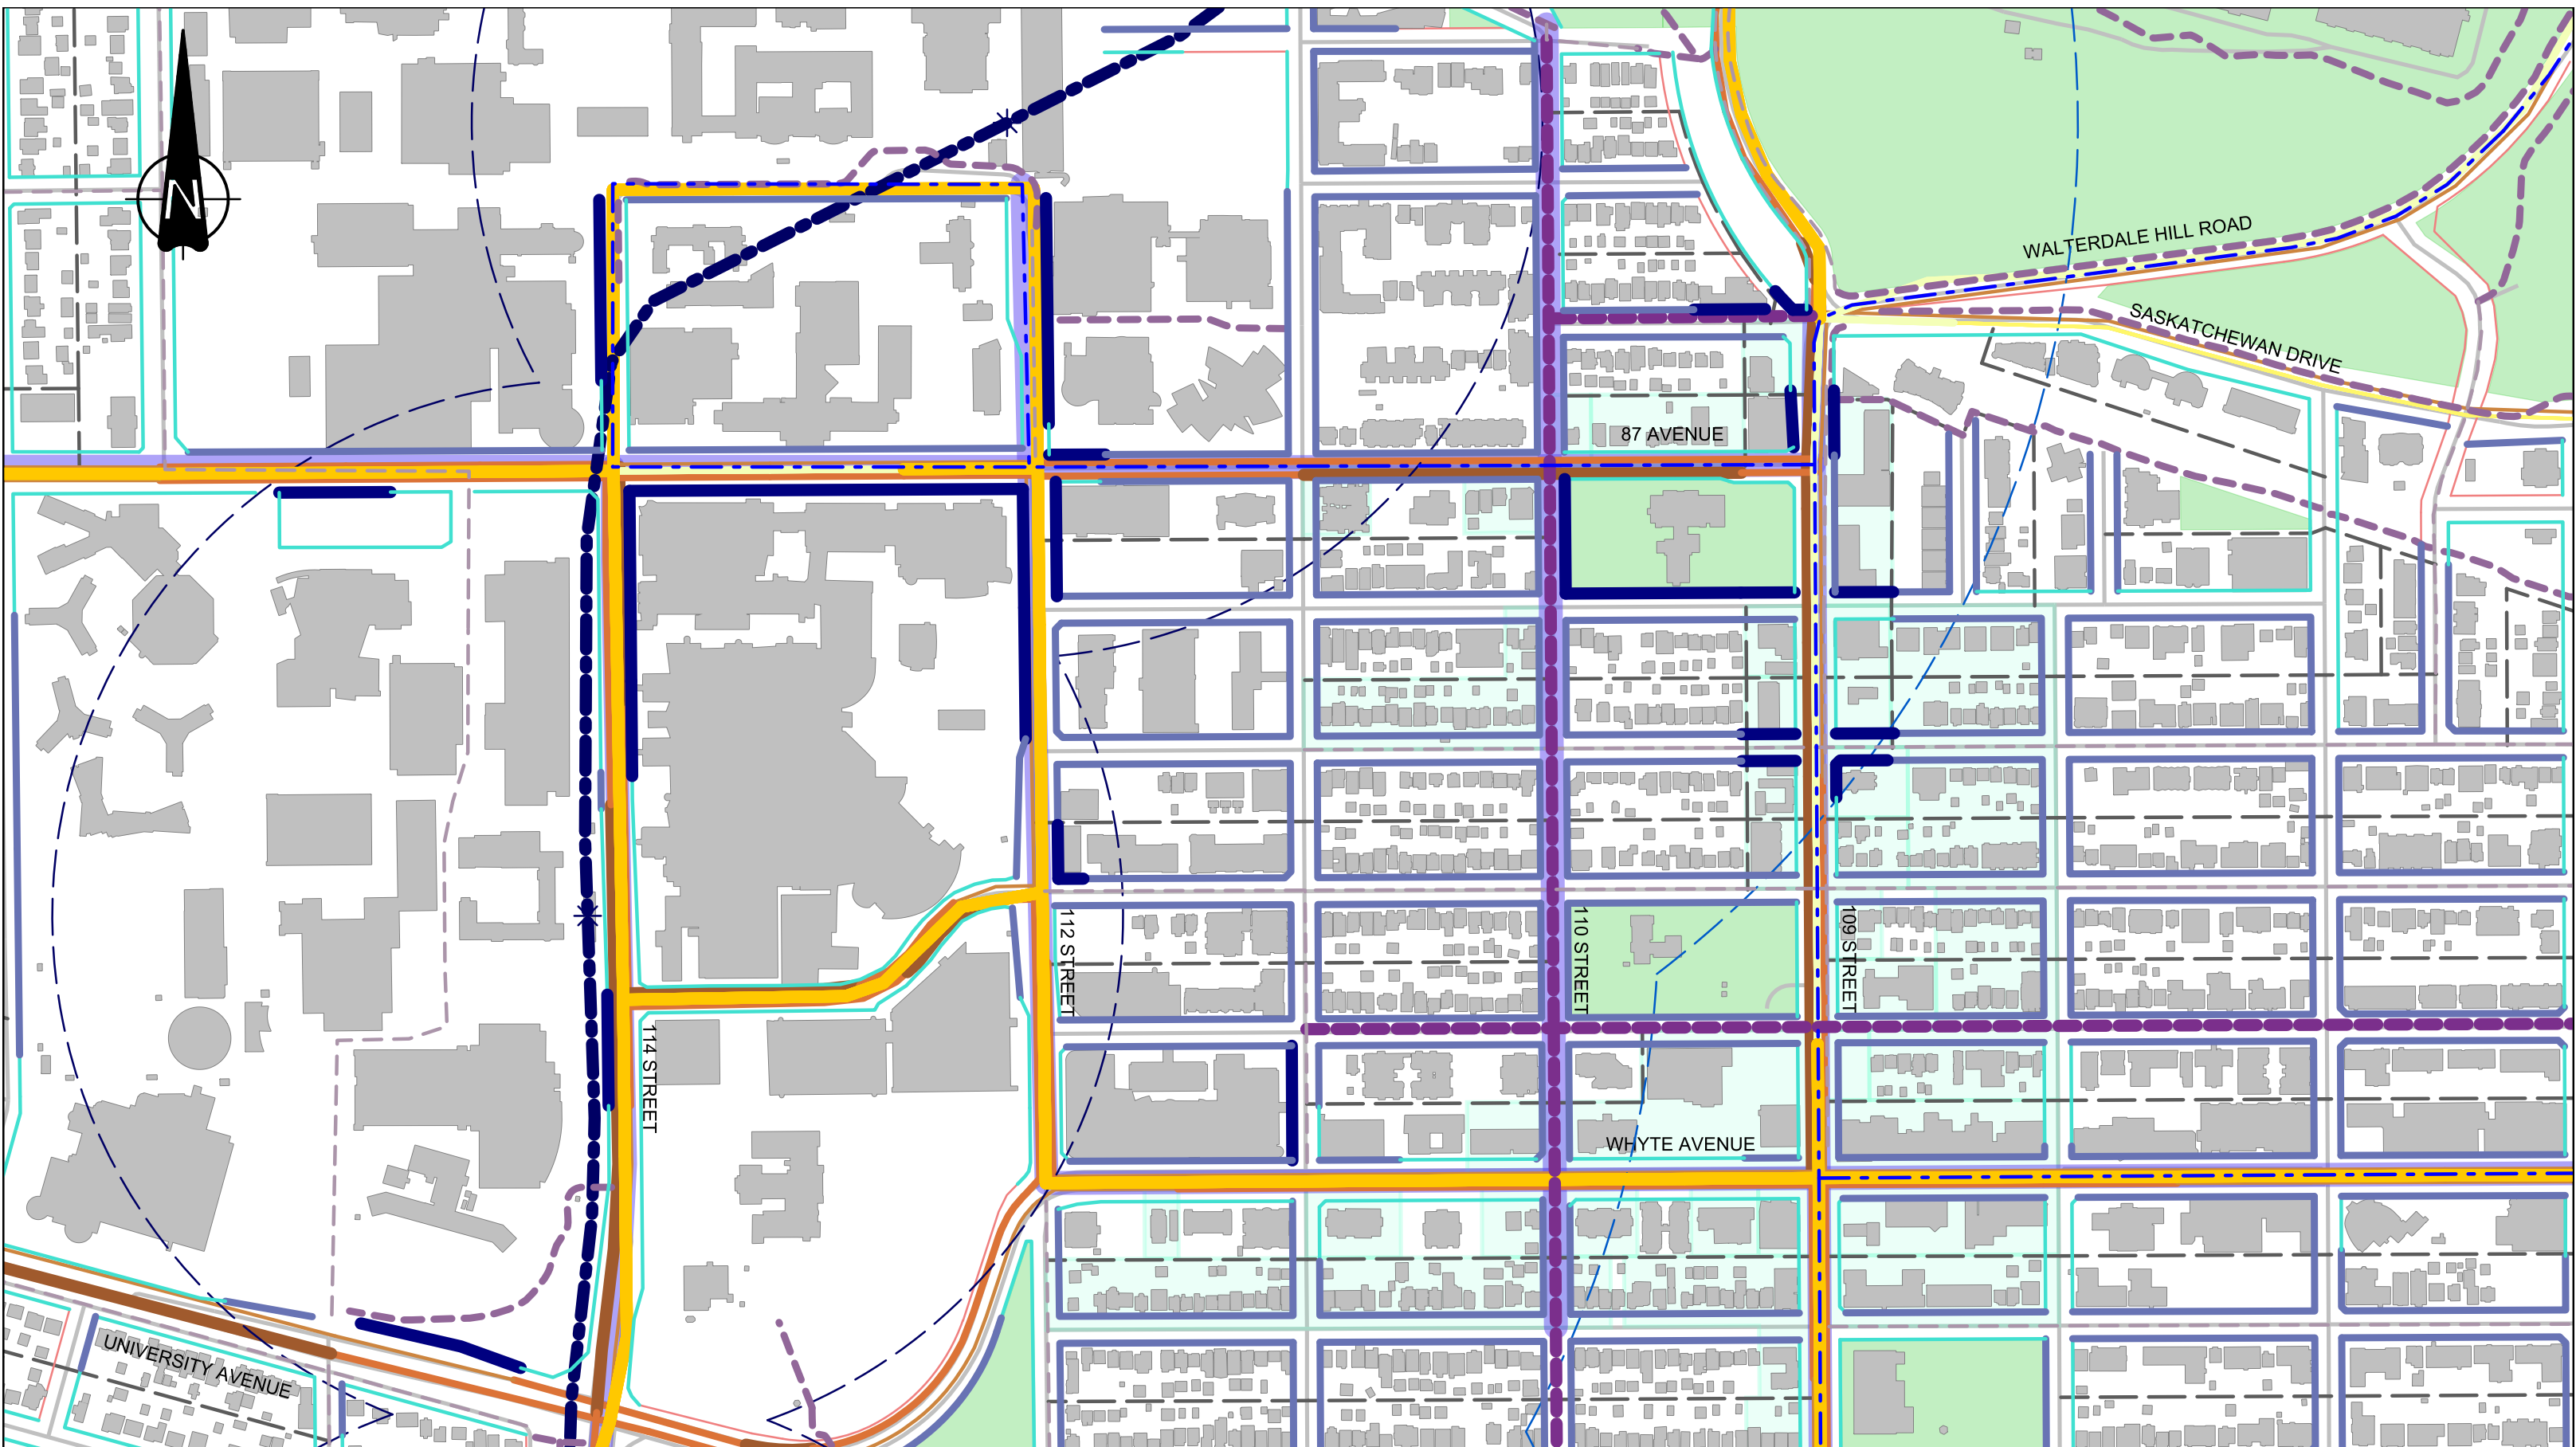 N
WALTERDALE HILL ROAD
SASKATCHEWAN DRIVE
87 AVENUE
112 STREET
110 STREET
109 STREET
114 STREET
WHYTE AVENUE
UNIVERSITY AVENUE